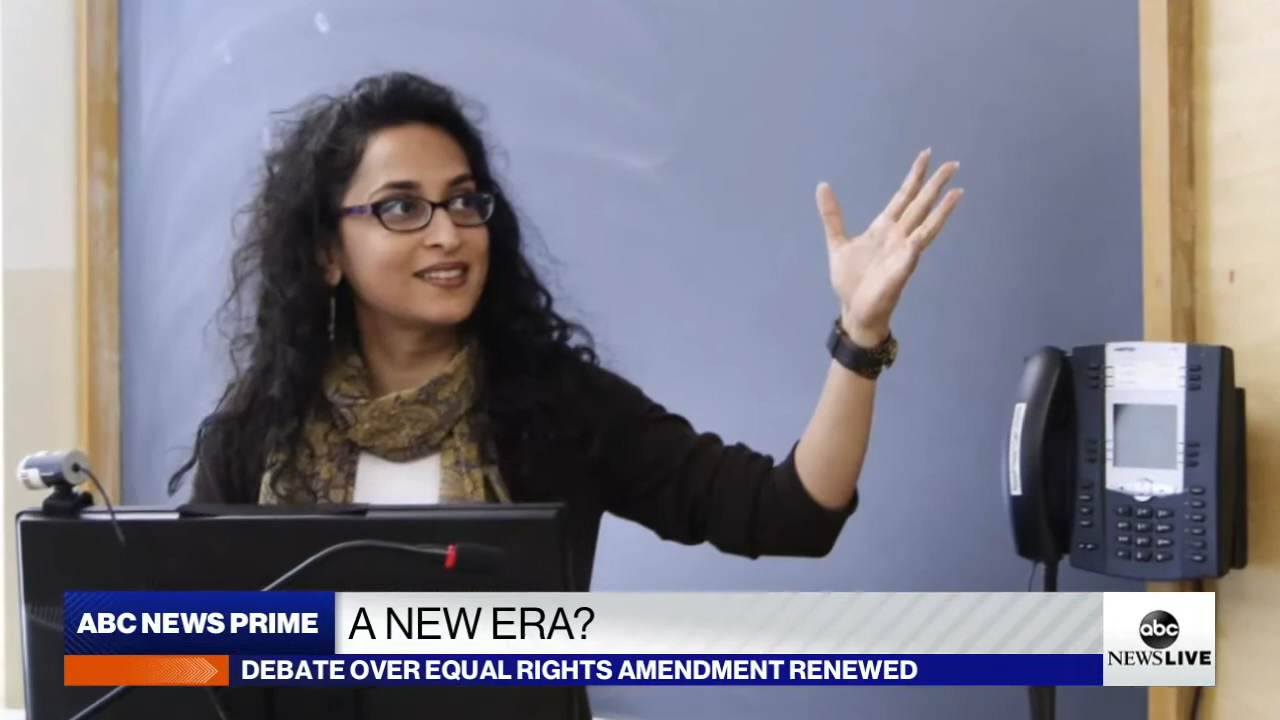 ABC NEWS PRIME
A NEW ERA?
DEBATE OVER EQUAL RIGHTS AMENDMENT RENEWED
abc
NEWSLIVE